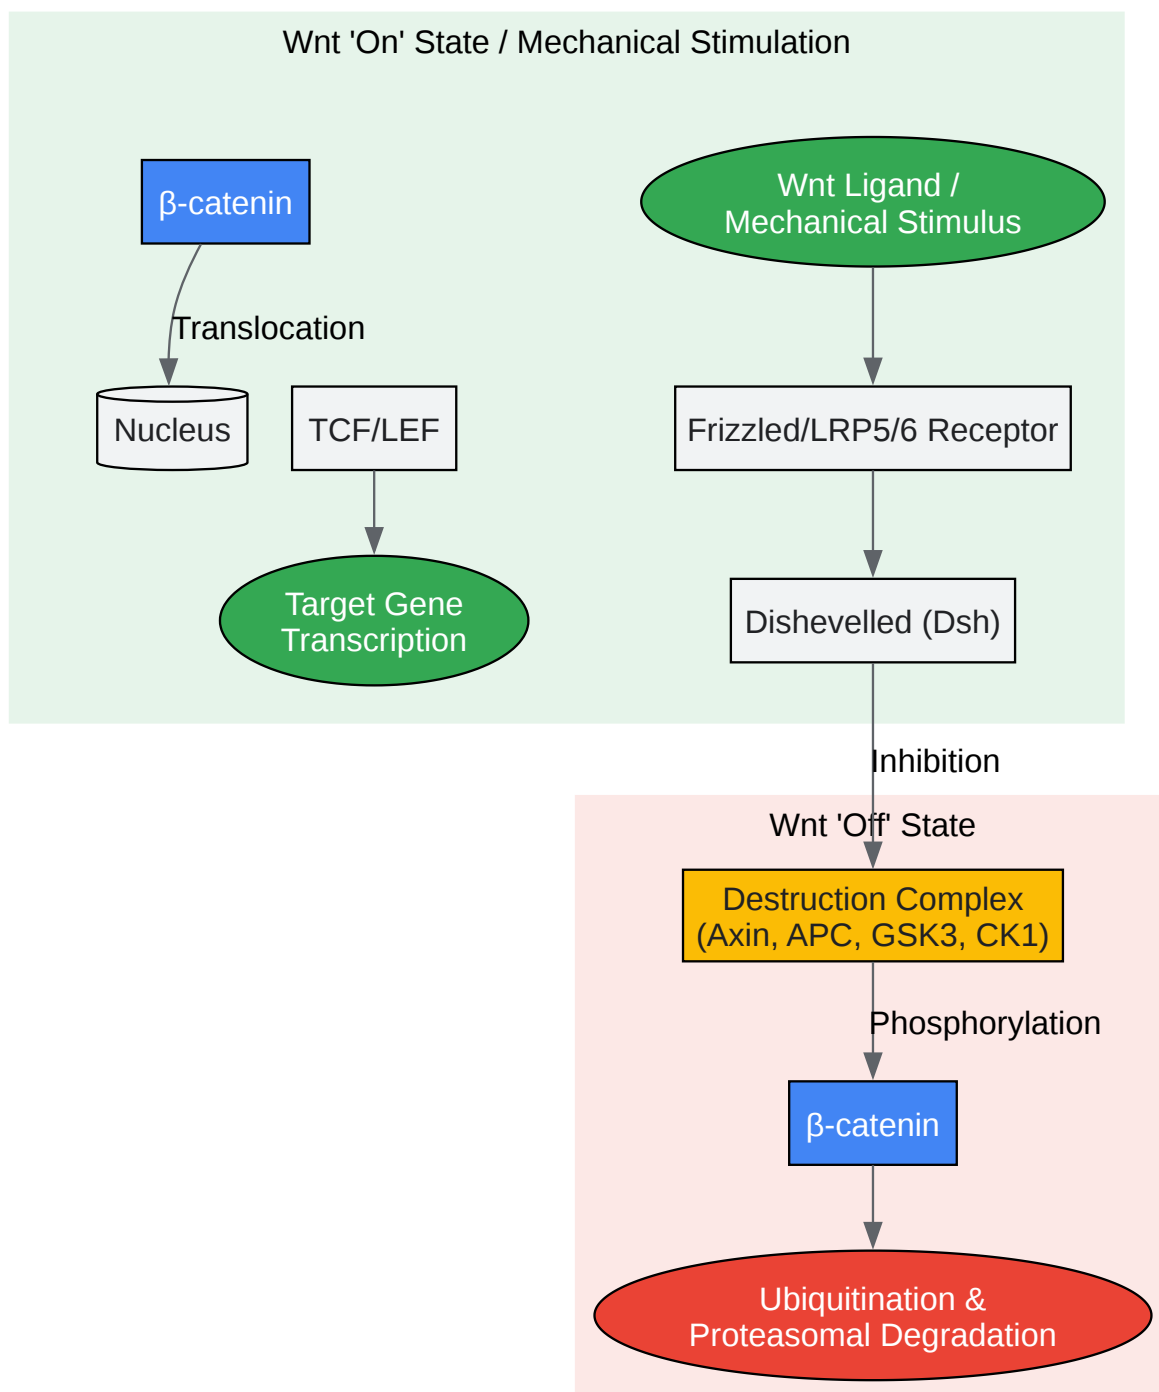 Wnt 'On' State / Mechanical Stimulation
β-catenin
Wnt Ligand /
Mechanical Stimulus
Translocation
Nucleus
TCF/LEF
Frizzled/LRP5/6 Receptor
Target Gene
Transcription
Dishevelled (Dsh)
Inhibition
Wnt 'Off' State
Destruction Complex
(Axin, APC, GSK3, CK1)
Phosphorylation
β-catenin
Ubiquitination &
Proteasomal Degradation